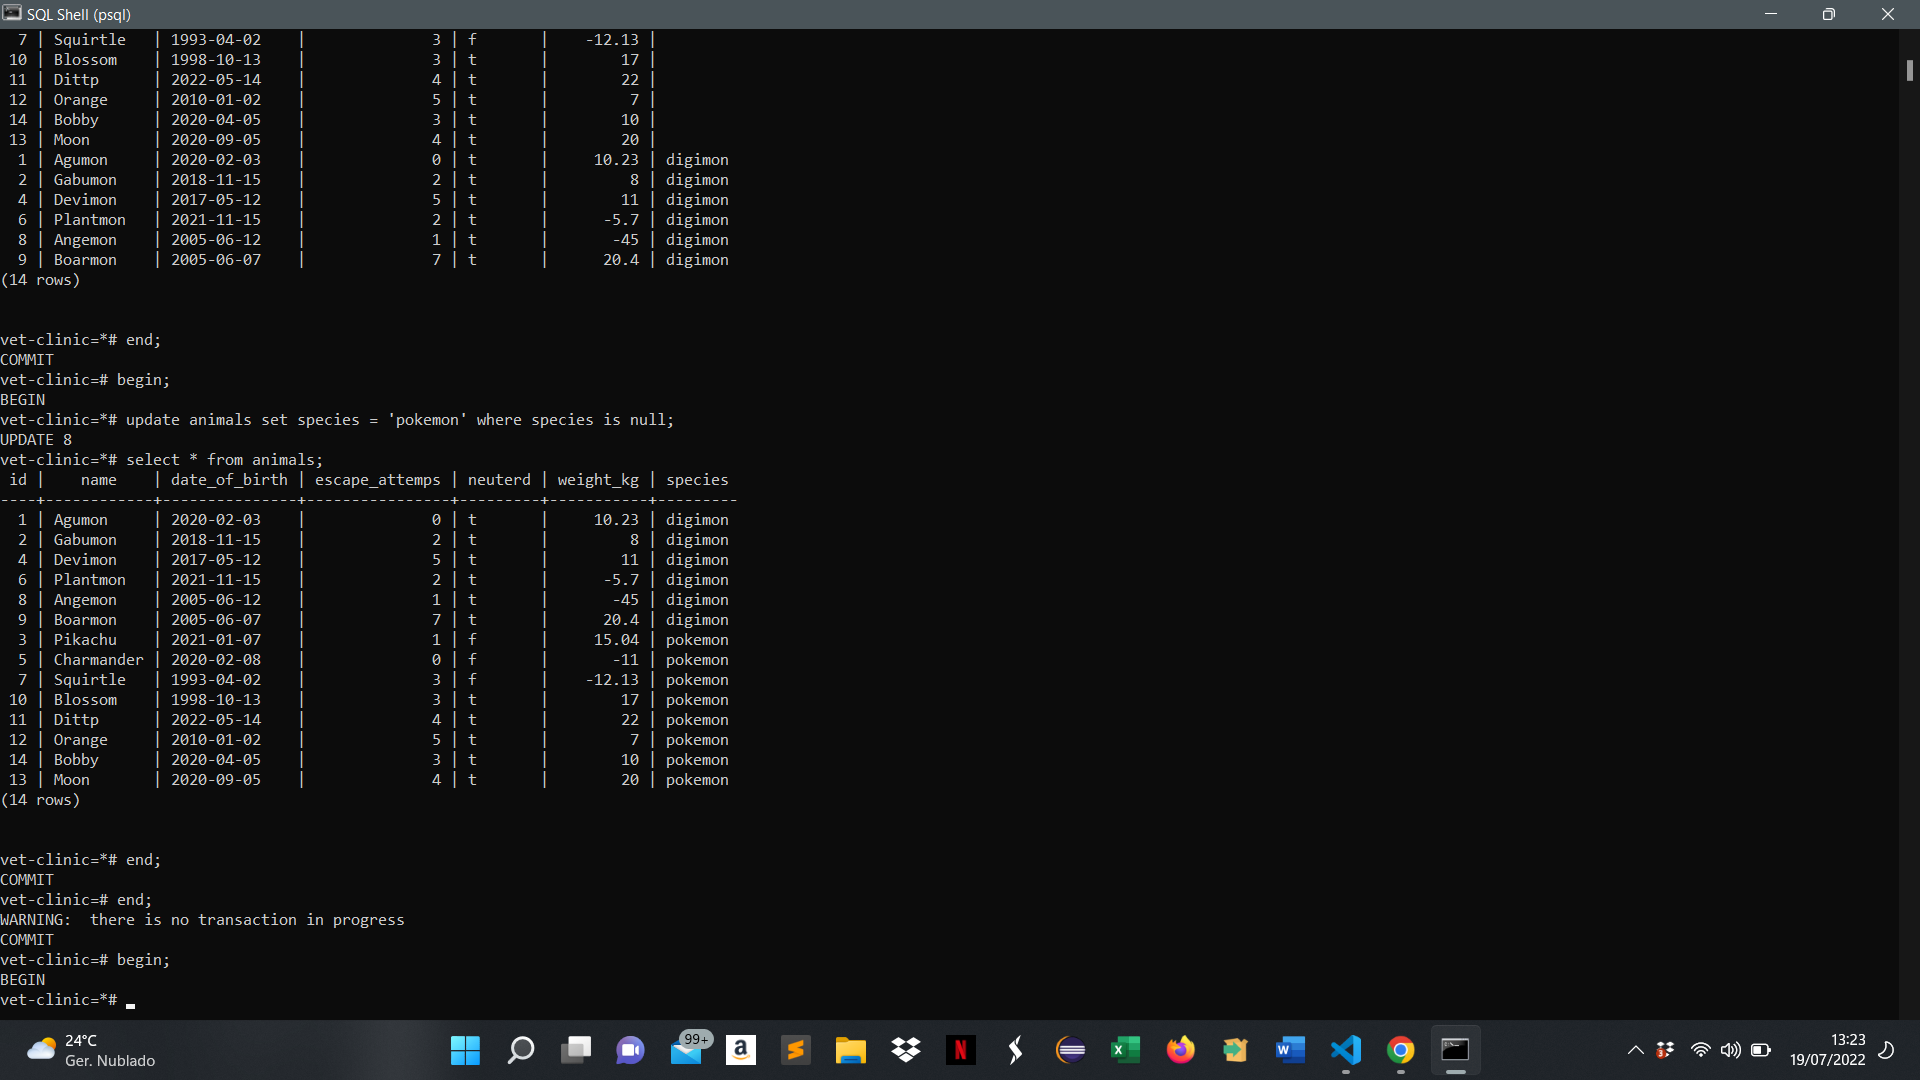 SQL Shell (psql)
  7 | Squirtle   | 1993-04-02    |              3 | f       |    -12.13 |
 10 | Blossom    | 1998-10-13    |              3 | t       |        17 |
 11 | Dittp      | 2022-05-14    |              4 | t       |        22 |
 12 | Orange     | 2010-01-02    |              5 | t       |         7 |
 14 | Bobby      | 2020-04-05    |              3 | t       |        10 |
 13 | Moon       | 2020-09-05    |              4 | t       |        20 |
  1 | Agumon     | 2020-02-03    |              0 | t       |     10.23 | digimon
  2 | Gabumon    | 2018-11-15    |              2 | t       |         8 | digimon
  4 | Devimon    | 2017-05-12    |              5 | t       |        11 | digimon
  6 | Plantmon   | 2021-11-15    |              2 | t       |      -5.7 | digimon
  8 | Angemon    | 2005-06-12    |              1 | t       |       -45 | digimon
  9 | Boarmon    | 2005-06-07    |              7 | t       |      20.4 | digimon
(14 rows)
vet-clinic=*# end;
COMMIT
vet-clinic=# begin;
BEGIN
vet-clinic=*# update animals set species = 'pokemon' where species is null;
UPDATE 8
vet-clinic=*# select * from animals;
 id |    name    | date_of_birth | escape_attemps | neuterd | weight_kg | species
----+------------+---------------+----------------+---------+-----------+---------
  1 | Agumon     | 2020-02-03    |              0 | t       |     10.23 | digimon
  2 | Gabumon    | 2018-11-15    |              2 | t       |         8 | digimon
  4 | Devimon    | 2017-05-12    |              5 | t       |        11 | digimon
  6 | Plantmon   | 2021-11-15    |              2 | t       |      -5.7 | digimon
  8 | Angemon    | 2005-06-12    |              1 | t       |       -45 | digimon
  9 | Boarmon    | 2005-06-07    |              7 | t       |      20.4 | digimon
  3 | Pikachu    | 2021-01-07    |              1 | f       |     15.04 | pokemon
  5 | Charmander | 2020-02-08    |              0 | f       |       -11 | pokemon
  7 | Squirtle   | 1993-04-02    |              3 | f       |    -12.13 | pokemon
 10 | Blossom    | 1998-10-13    |              3 | t       |        17 | pokemon
 11 | Dittp      | 2022-05-14    |              4 | t       |        22 | pokemon
 12 | Orange     | 2010-01-02    |              5 | t       |         7 | pokemon
 14 | Bobby      | 2020-04-05    |              3 | t       |        10 | pokemon
 13 | Moon       | 2020-09-05    |              4 | t       |        20 | pokemon
(14 rows)
vet-clinic=*# end;
COMMIT
vet-clinic=# end;
WARNING:  there is no transaction in progress
COMMIT
vet-clinic=# begin;
BEGIN
vet-clinic=*#
24°C
Ger. Nublado
99+
13:23
19/07/2022